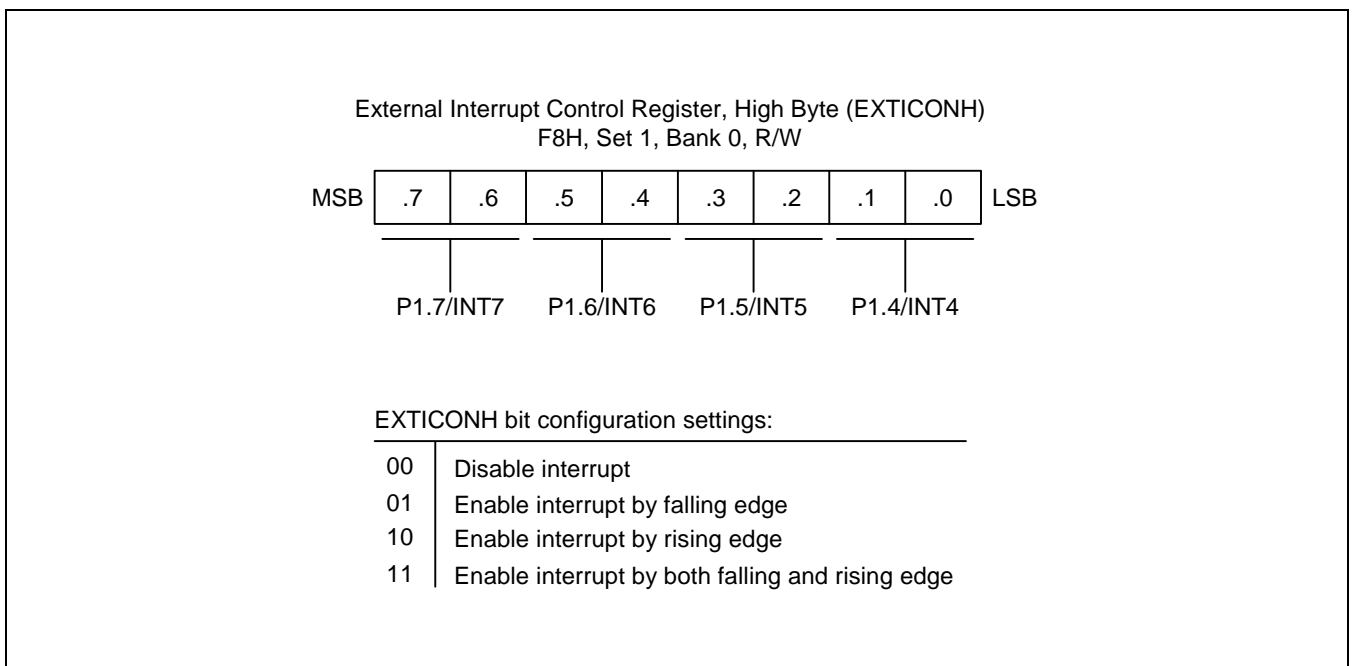 External Interrupt Control Register, High Byte (EXTICONH)
F8H, Set 1, Bank 0, R/W
MSB .7 .6 .5 .4 .3 .2 .1 .0 LSB
P1.7/INT7 P1.6/INT6 P1.5/INT5 P1.4/INT4
EXTICONH bit configuration settings:
00 Disable interrupt
01 Enable interrupt by falling edge
10 Enable interrupt by rising edge
11 Enable interrupt by both falling and rising edge